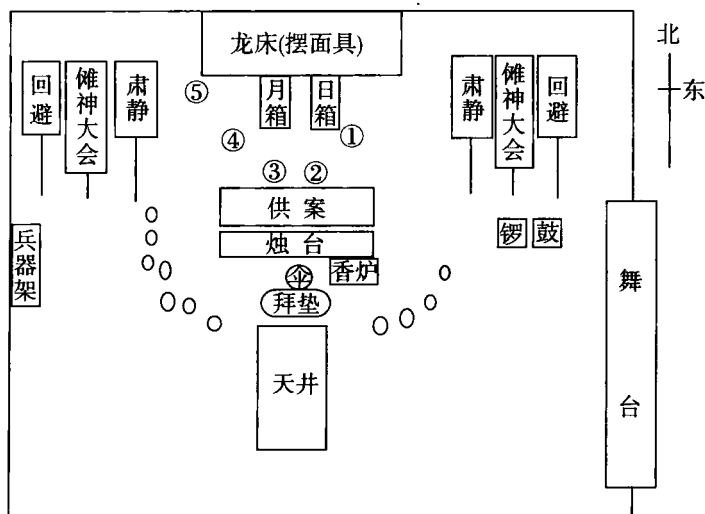 龙床(摆面具)
北
东
回避
傩神大会
肃静
⑤
月箱
日箱
肃静
傩神大会
回避
④
①
③
②
供案
兵器架
烛台
锣
鼓
伞
香炉
拜垫
舞台
天井